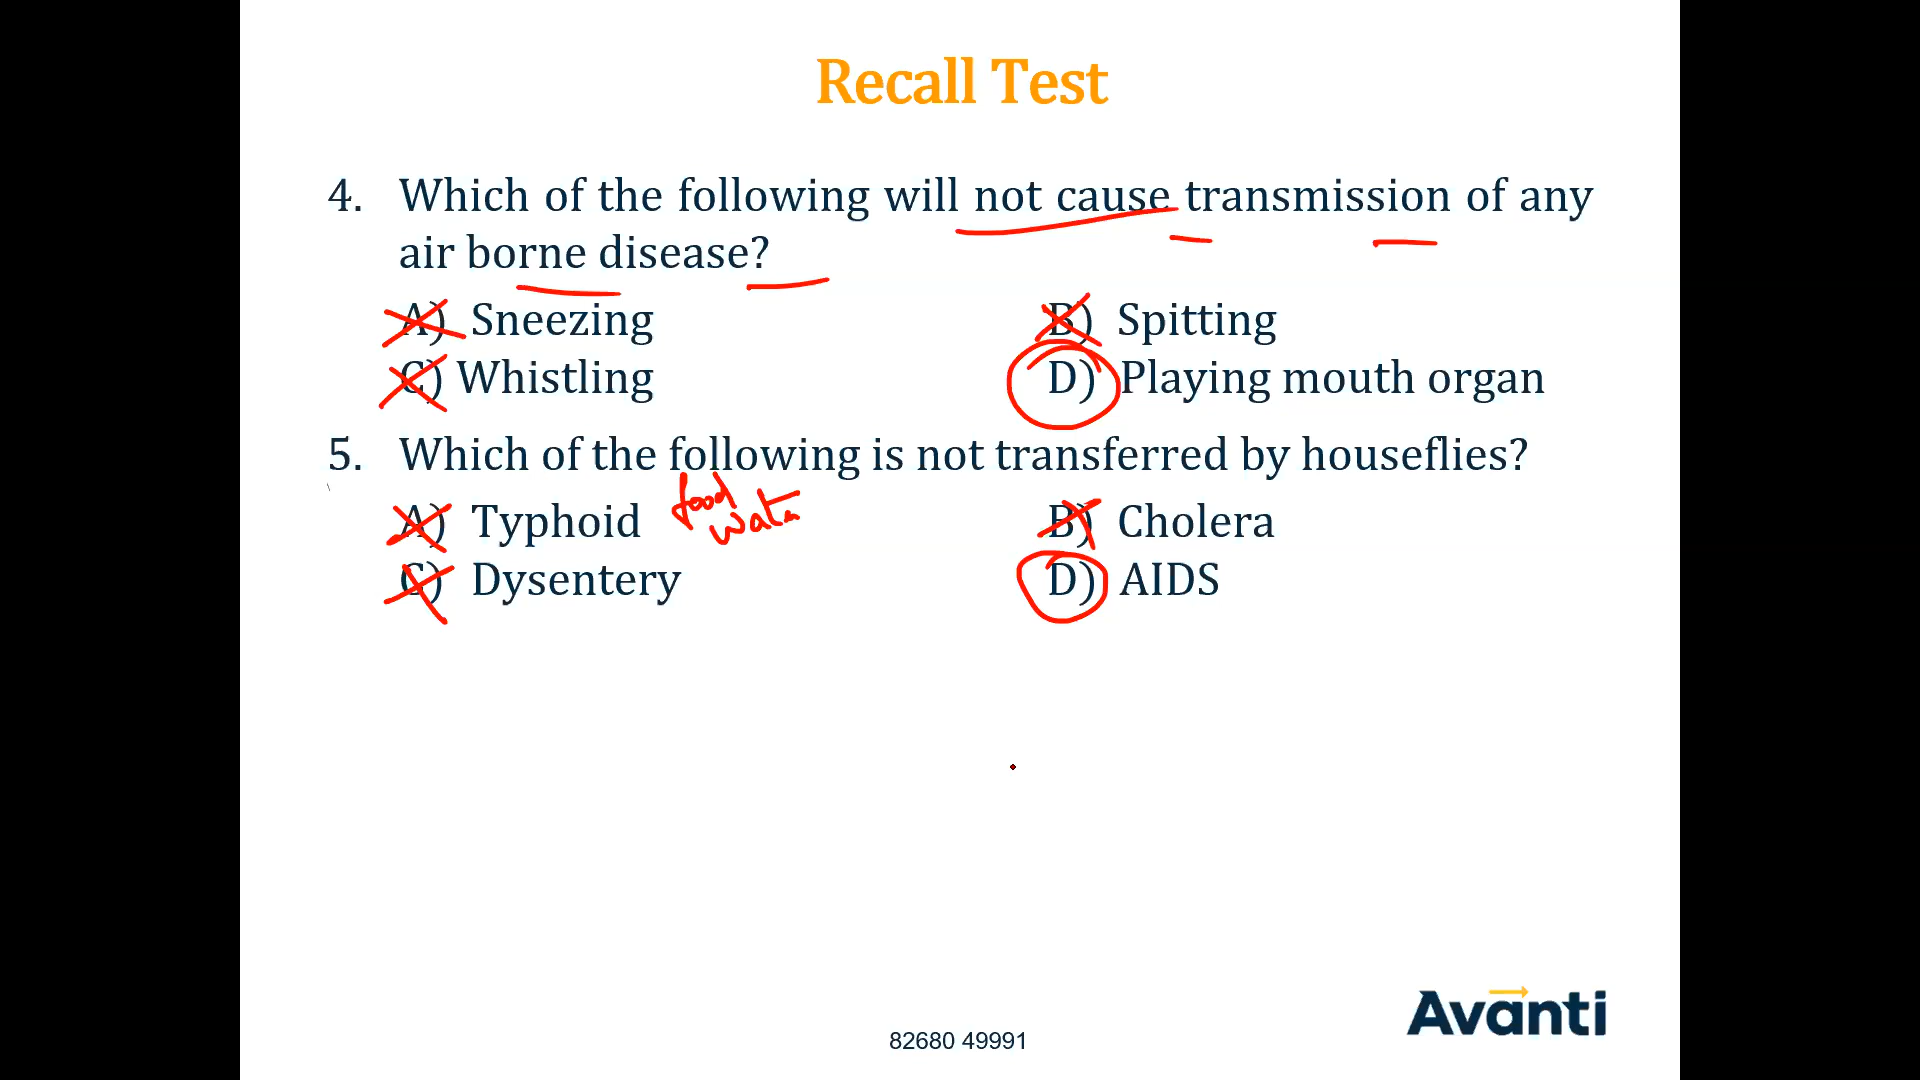 Recall Test
4. Which of the following will not cause transmission of any
air borne disease?
A) Sneezing B) Spitting
C) Whistling D) Playing mouth organ
5. Which of the following is not transferred by houseflies?
food
A) Typhoid water B) Cholera
C) Dysentery D) AIDS
Avanti
82680 49991